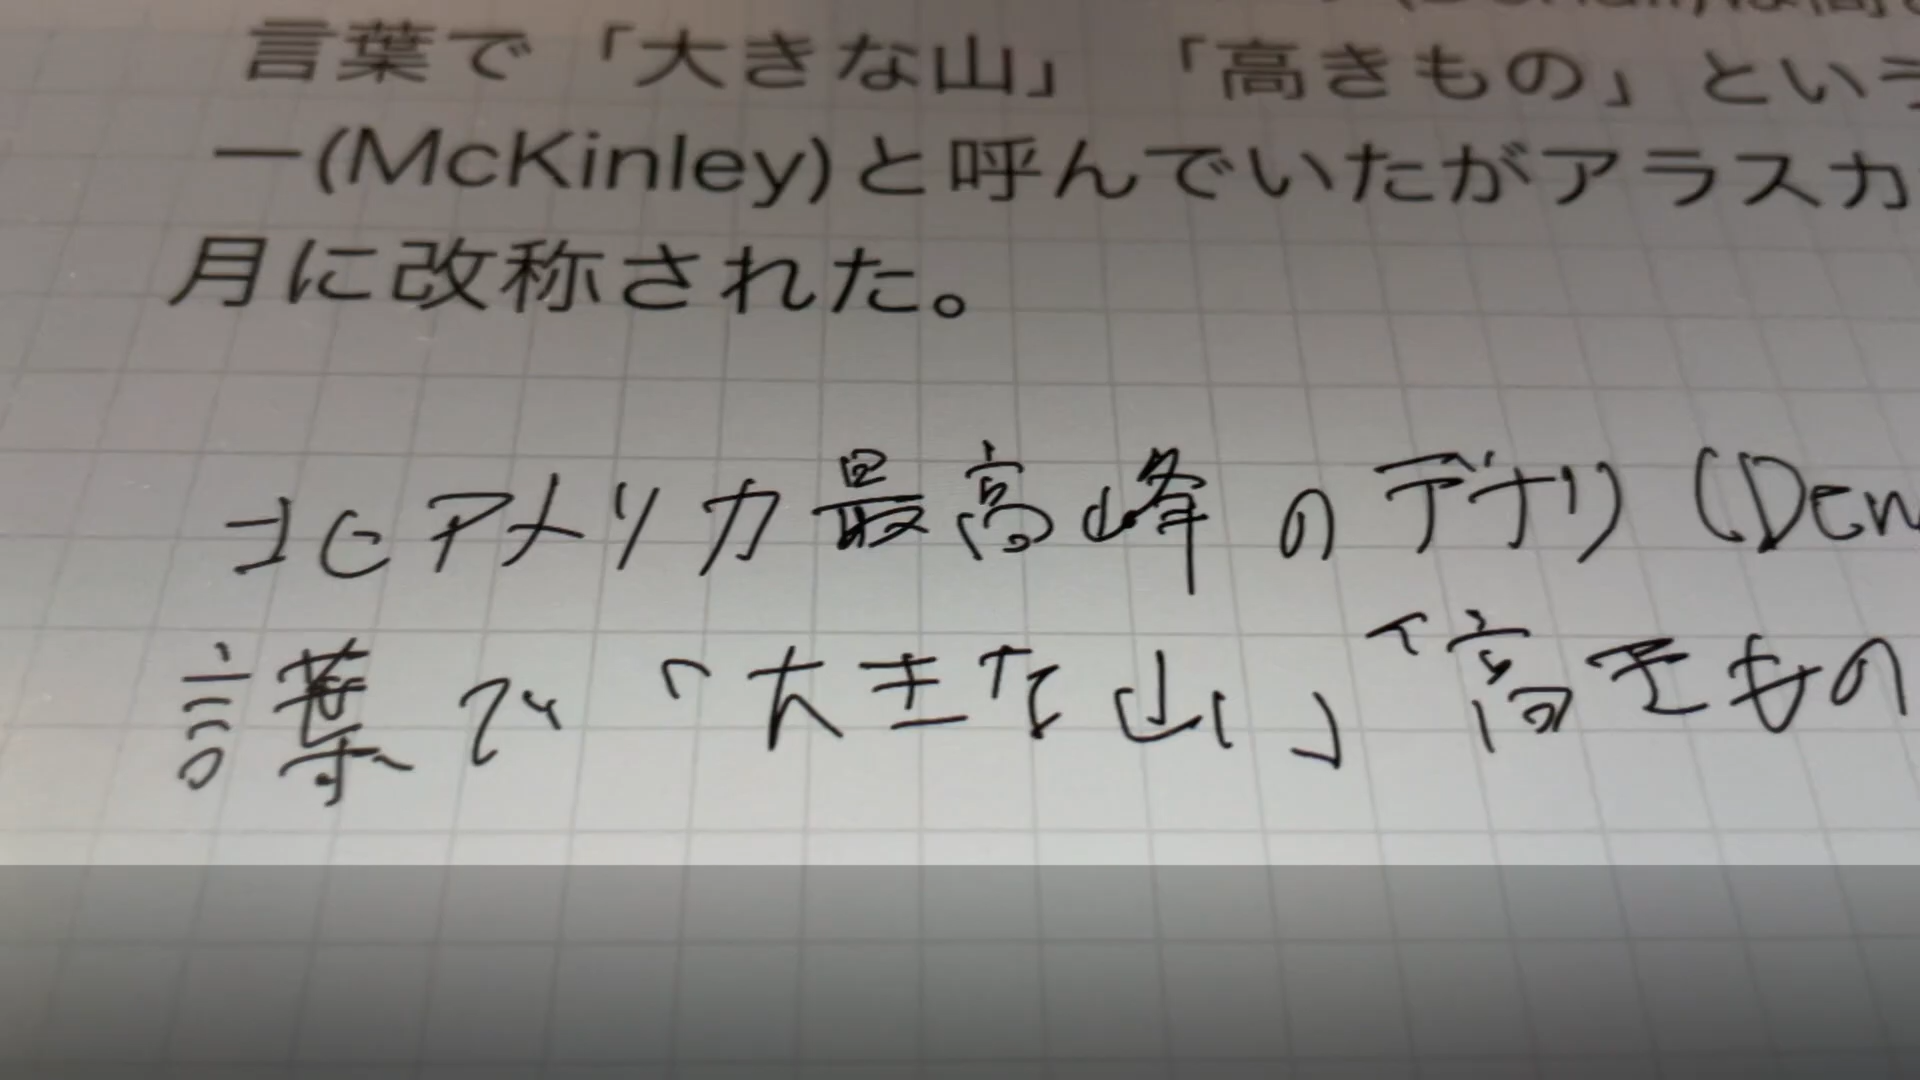 言葉で「大きな山」「高きもの」という
ー(McKinley)と呼んでいたがアラスカ
月に改称された。
北アメリカ最高峰のデナリ(Den
言葉で「大きな山」「高きもの